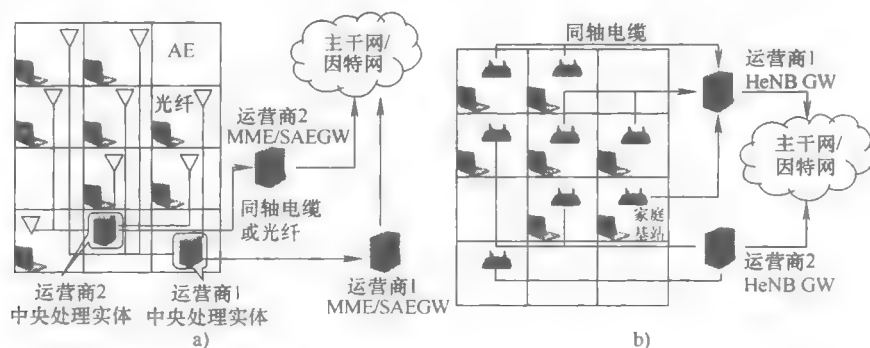 AE
光纤
主干网/
因特网
运营商2
MME/SAEGW
同轴电缆
或光纤
运营商2
中央处理实体
运营商1
中央处理实体
运营商1
MME/SAEGW
a)
同轴电缆
运营商1
HeNB GW
主干网/
因特网
家庭
基站
运营商2
HeNB GW
b)